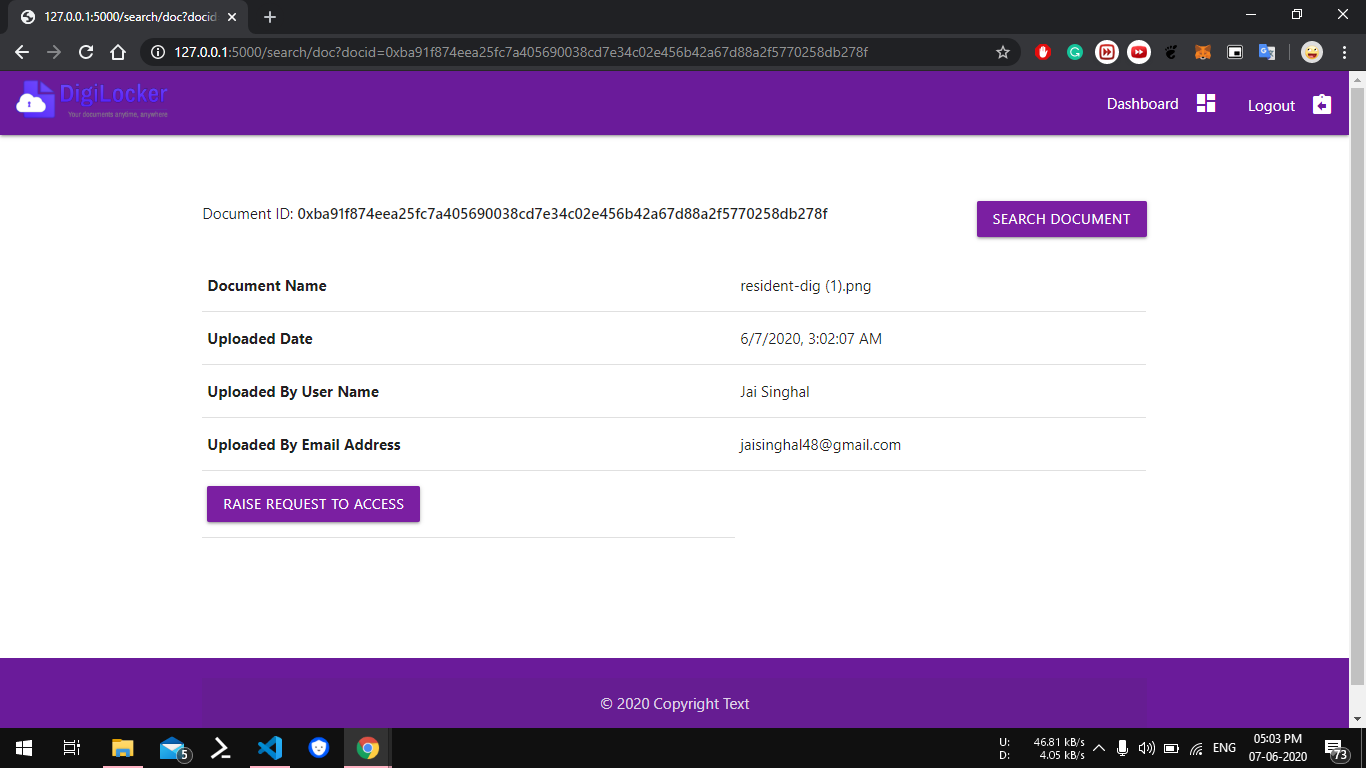 127.0.0.1:5000/search/doc?docid
127.0.0.1:5000/search/doc?docid=0xba91f874eea25fc7a405690038cd7e34c02e456b42a67d88a2f5770258db278f
DigiLocker
Your documents anytime, anywhere
Dashboard
Logout
Document ID: 0xba91f874eea25fc7a405690038cd7e34c02e456b42a67d88a2f5770258db278f
SEARCH DOCUMENT
Document Name resident-dig (1).png
Uploaded Date 6/7/2020, 3:02:07 AM
Uploaded By User Name Jai Singhal
Uploaded By Email Address jaisinghal48@gmail.com
RAISE REQUEST TO ACCESS
© 2020 Copyright Text
5
U: 46.81 kB/s
D: 4.05 kB/s
ENG
05:03 PM
07-06-2020
73